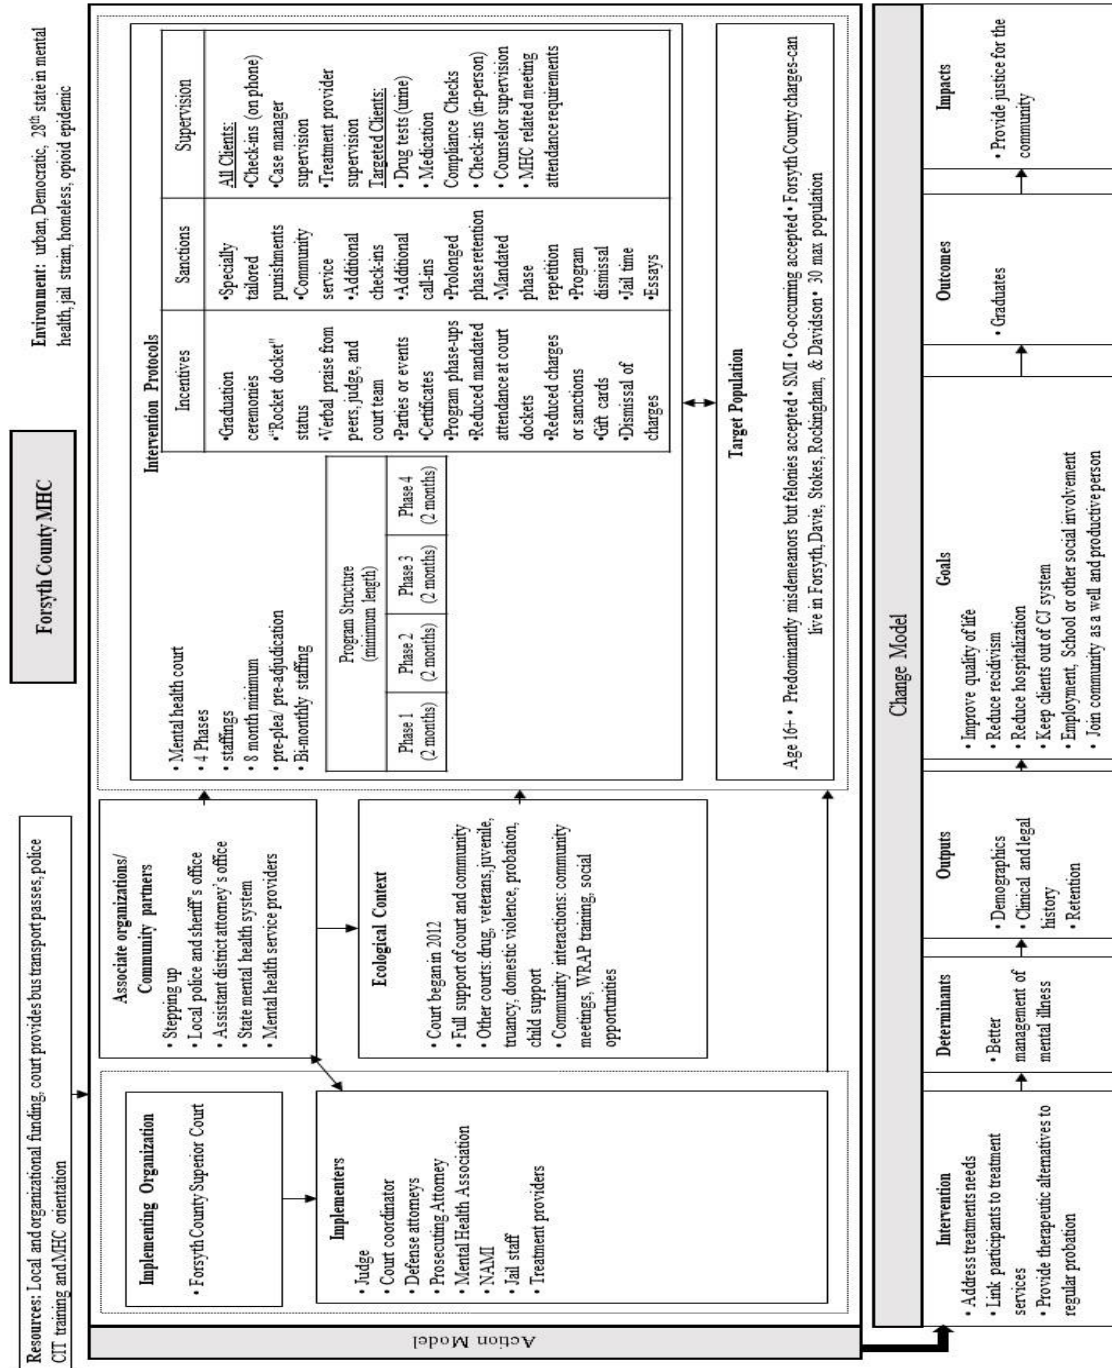 Forsyth County MHC
Resources: Local and organizational funding, court provides bus transport passes, police
CIT training and MHC orientation
Environment: urban, Democratic, 28th state in mental
health, jail strain, homeless, opioid epidemic
Action Model
Implementing Organization
• Forsyth County Superior Court
Implementers
• Judge
• Court coordinator
• Defense attorneys
• Prosecuting Attorney
• Mental Health Association
• NAMI
• Jail staff
• Treatment providers
Associate organizations/
Community partners
• Stepping up
• Local police and sheriff's office
• Assistant district attorney's office
• State mental health system
• Mental health service providers
Ecological Context
• Court began in 2012
• Full support of court and community
• Other courts: drug, veterans, juvenile,
truancy, domestic violence, probation,
child support
• Community interactions: community
meetings, WRAP training, social
opportunities
Intervention Protocols
• Mental health court
• 4 Phases
• staffings
• 8 month minimum
• pre-plea/ pre-adjudication
• Bi-monthly staffing
Program Structure
(minimum length)
Phase 1
(2 months)
Phase 2
(2 months)
Phase 3
(2 months)
Phase 4
(2 months)
Incentives
•Graduation
ceremonies
•"Rocket docket"
status
•Verbal praise from
peers, judge, and
court team
•Parties or events
•Certificates
•Program phase-ups
•Reduced mandated
attendance at court
dockets
•Reduced charges
or sanctions
•Gift cards
•Dismissal of
charges
Sanctions
•Specially
tailored
punishments
•Community
service
•Additional
check-ins
•Additional
call-ins
•Prolonged
phase retention
•Mandated
phase
repetition
•Program
dismissal
•Jail time
•Essays
Supervision
All Clients:
•Check-ins (on phone)
•Case manager
supervision
•Treatment provider
supervision
Targeted Clients:
• Drug tests (urine)
• Medication
Compliance Checks
• Check-ins (in-person)
• Counselor supervision
• MHC related meeting
attendance requirements
Target Population
Age 16+ • Predominantly misdemeanors but felonies accepted • SMI • Co-occurring accepted • Forsyth County charges-can
live in Forsyth, Davie, Stokes, Rockingham, & Davidson • 30 max population
Change Model
Intervention
• Address treatments needs
• Link participants to treatment
services
• Provide therapeutic alternatives to
regular probation
Determinants
• Better
management of
mental illness
Outputs
• Demographics
• Clinical and legal
history
• Retention
Goals
• Improve quality of life
• Reduce recidivism
• Reduce hospitalization
• Keep clients out of CJ system
• Employment, School or other social involvement
• Join community as a well and productive person
Outcomes
• Graduates
Impacts
• Provide justice for the
community